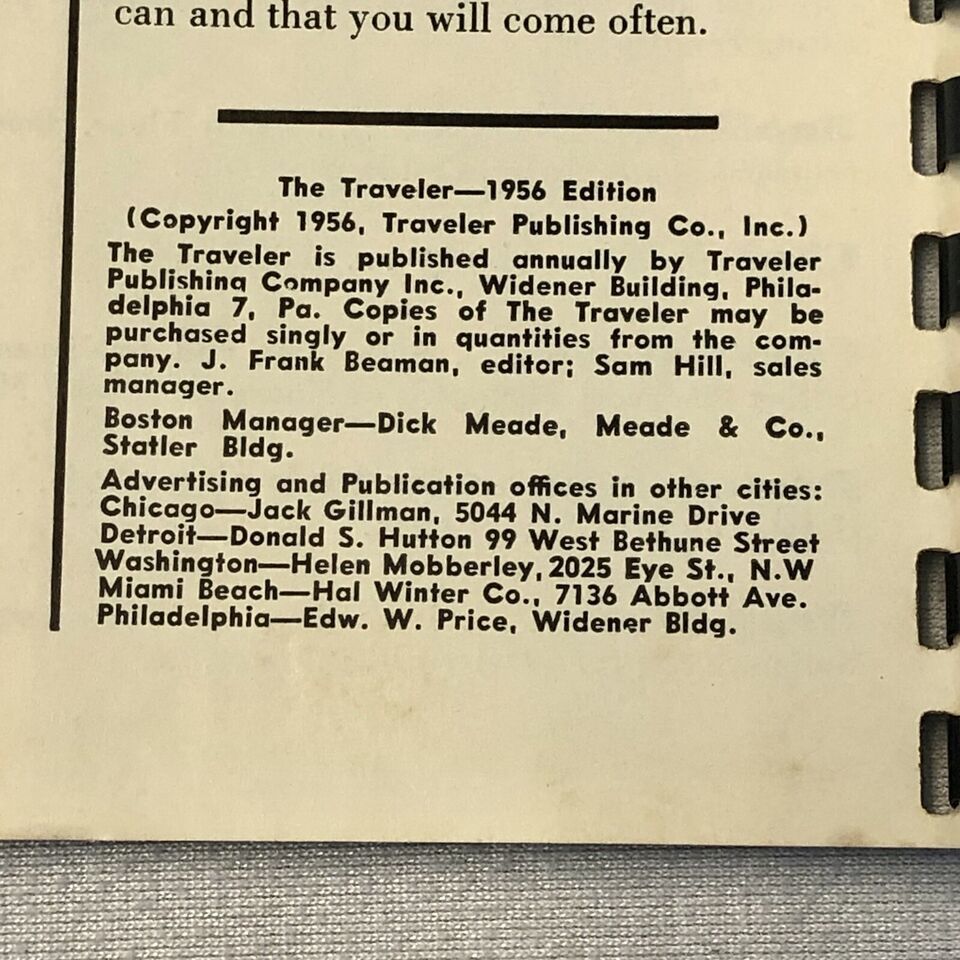 can and that you will come often.
The Traveler—1956 Edition
(Copyright 1956, Traveler Publishing Co., Inc.)
The Traveler is published annually by Traveler
Publishing Company Inc., Widener Building, Phila-
delphia 7, Pa. Copies of The Traveler may be
purchased singly or in quantities from the com-
pany. J. Frank Beaman, editor; Sam Hill, sales
manager.
Boston Manager—Dick Meade, Meade & Co.,
Statler Bldg.
Advertising and Publication offices in other cities:
Chicago—Jack Gillman, 5044 N. Marine Drive
Detroit—Donald S. Hutton 99 West Bethune Street
Washington—Helen Mobberley, 2025 Eye St., N.W
Miami Beach—Hal Winter Co., 7136 Abbott Ave.
Philadelphia—Edw. W. Price, Widener Bldg.